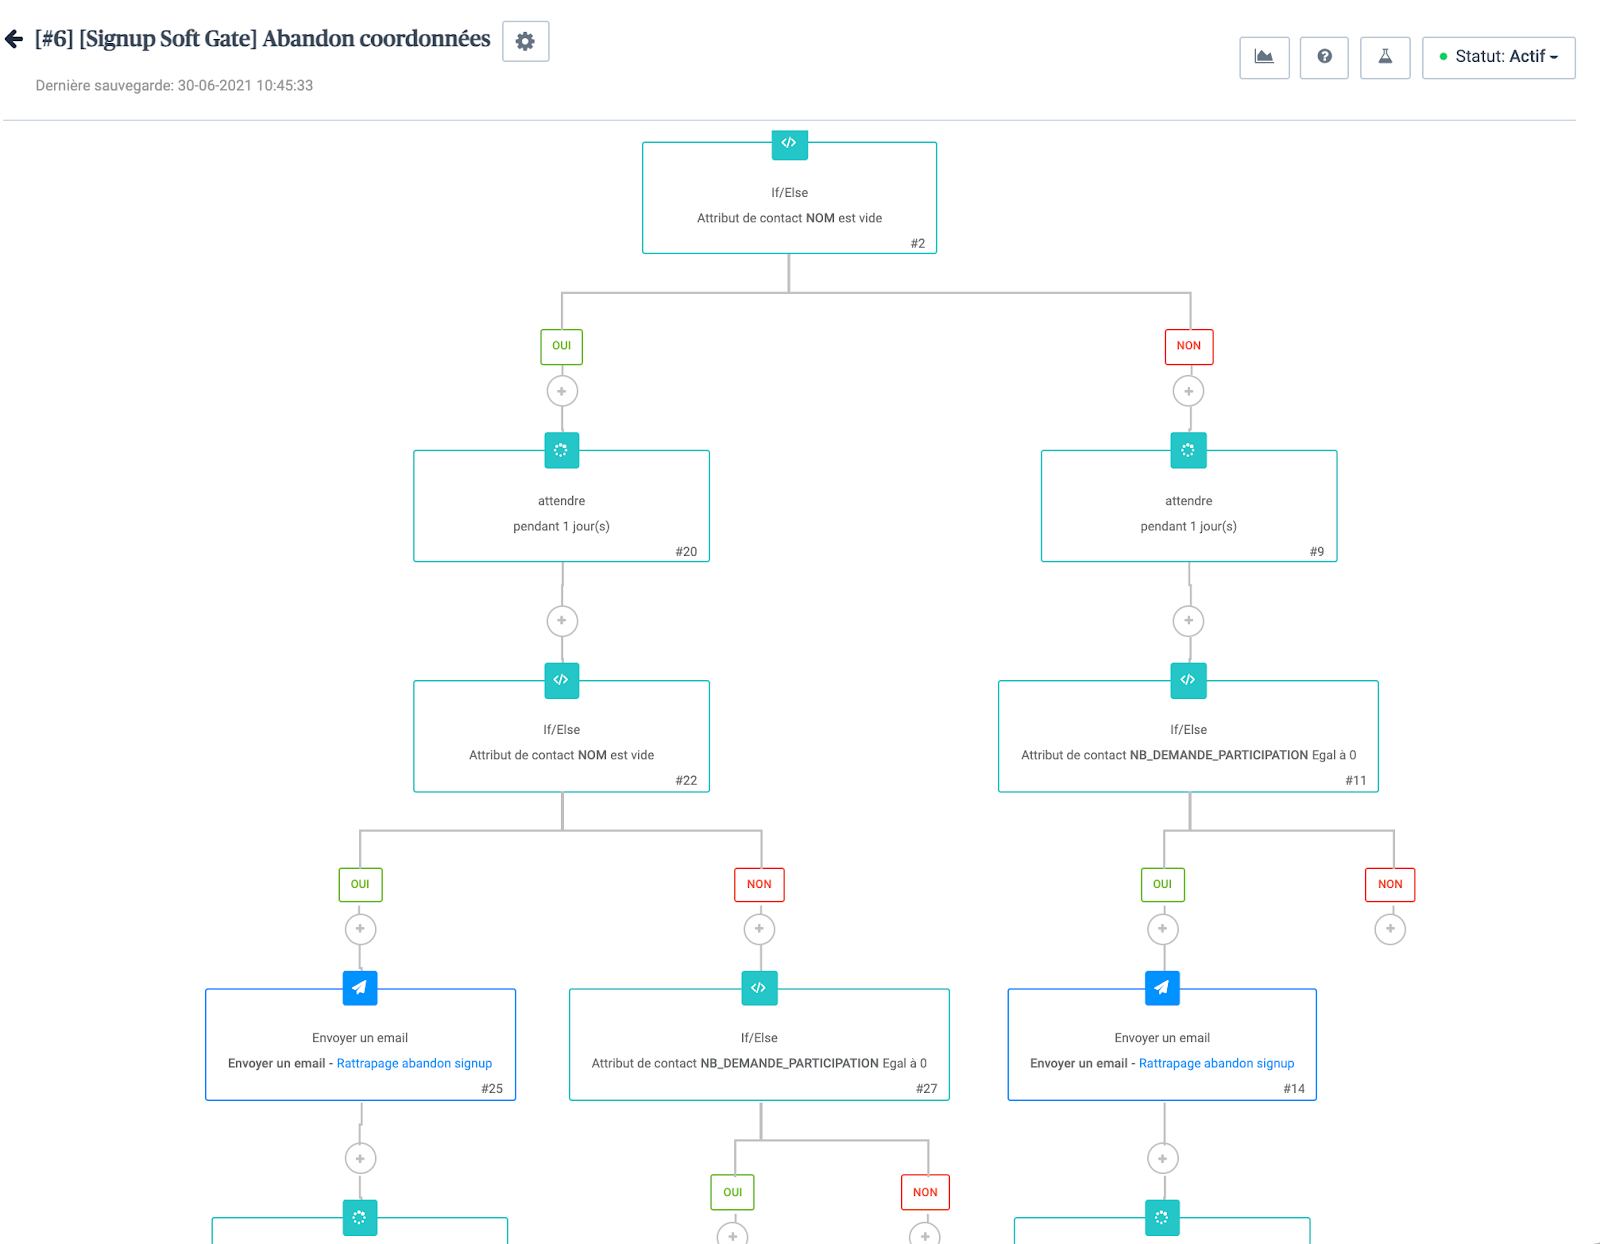 [#6] [Signup Soft Gate] Abandon coordonnées
Statut: Actif
Dernière sauvegarde: 30-06-2021 10:45:33
If/Else
Attribut de contact NOM est vide
#2
OUI
NON
attendre
pendant 1 jour(s)
#20
attendre
pendant 1 jour(s)
#9
If/Else
Attribut de contact NOM est vide
#22
If/Else
Attribut de contact NB_DEMANDE_PARTICIPATION Egal à 0
#11
OUI
NON
OUI
NON
Envoyer un email
Envoyer un email - Rattrapage abandon signup
#25
If/Else
Attribut de contact NB_DEMANDE_PARTICIPATION Egal à 0
#27
Envoyer un email
Envoyer un email - Rattrapage abandon signup
#14
OUI
NON